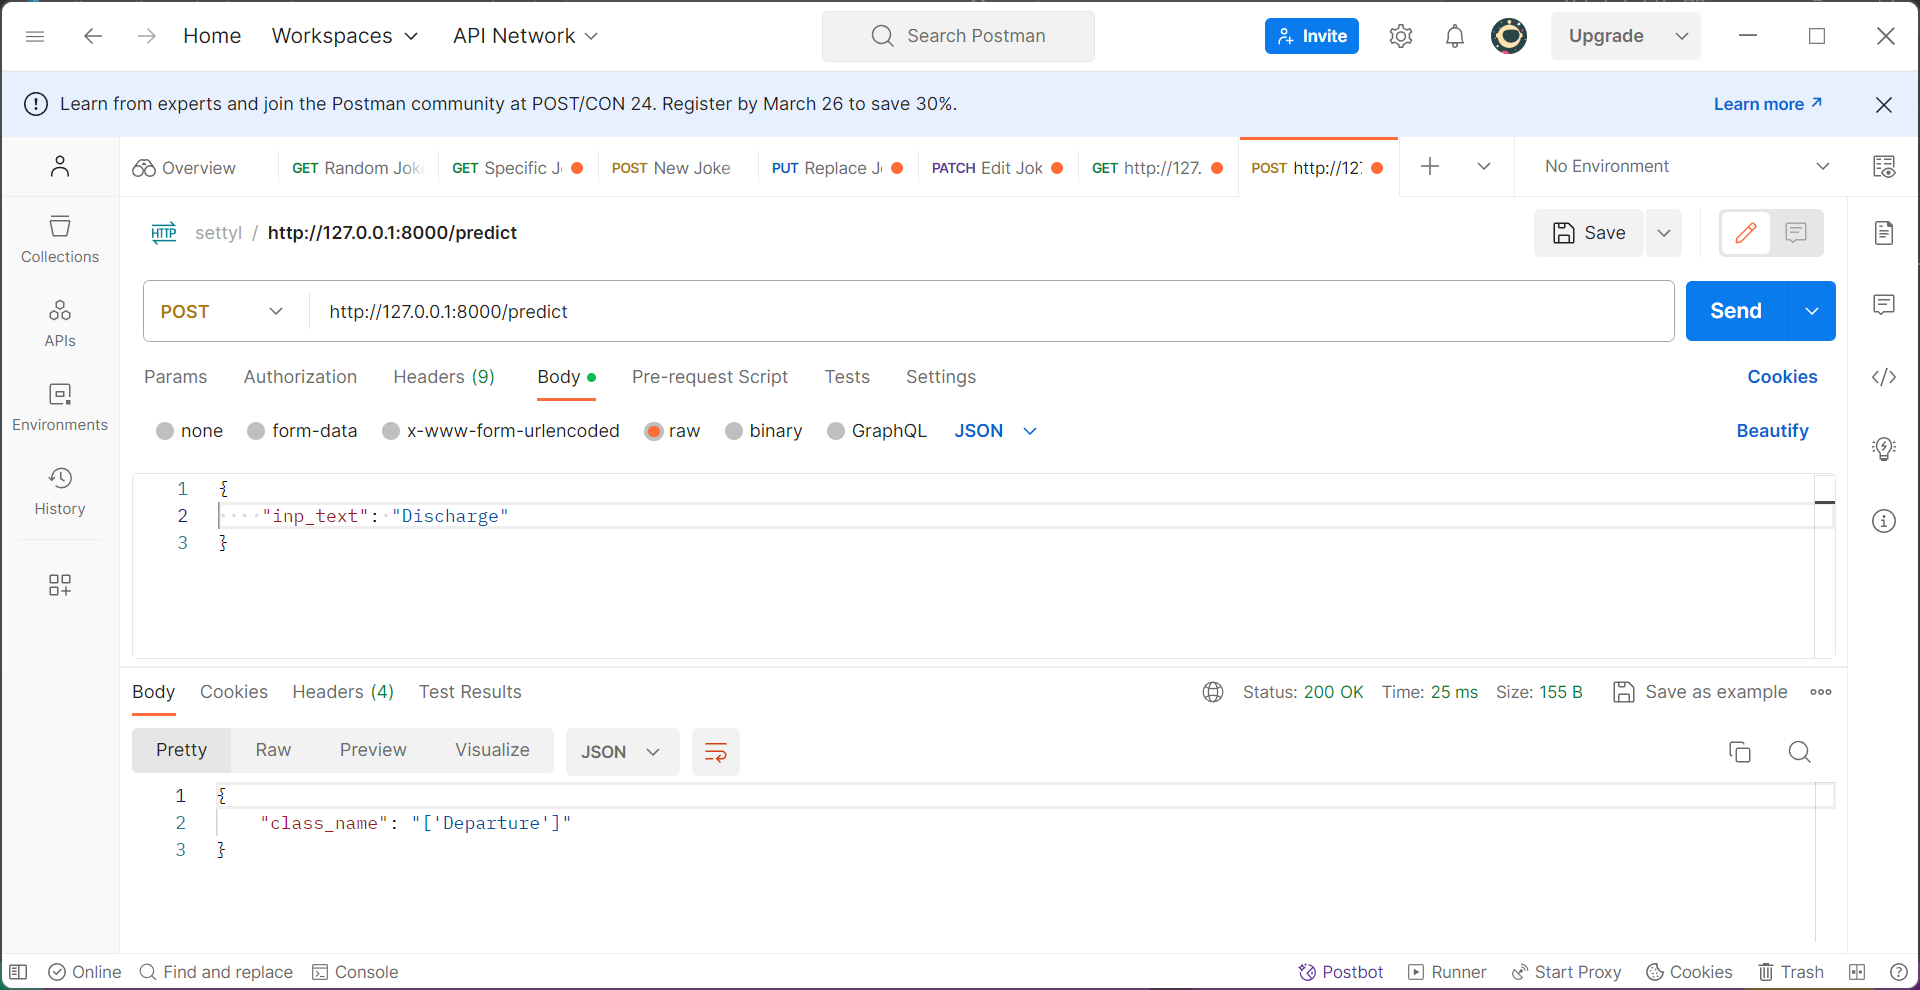 Home Workspaces API Network Search Postman Invite Upgrade
Learn from experts and join the Postman community at POST/CON 24. Register by March 26 to save 30%. Learn more
Overview GET Random Jok GET Specific J PUT Replace J PATCH Edit Jok GET http://127. POST http://127 No Environment
POST New Joke
HTTP settyl / http://127.0.0.1:8000/predict Save
Collections
POST http://127.0.0.1:8000/predict Send
APIs
Params Authorization Headers (9) Body Pre-request Script Tests Settings Cookies
Environments
none form-data x-www-form-urlencoded raw binary GraphQL JSON Beautify
History
1 {
2 "inp_text": "Discharge"
3 }
Body Cookies Headers (4) Test Results Status: 200 OK Time: 25 ms Size: 155 B Save as example
Pretty Raw Preview Visualize JSON
1 {
2 "class_name": "['Departure']"
3 }
Online Find and replace Console Postbot Runner Start Proxy Cookies Trash